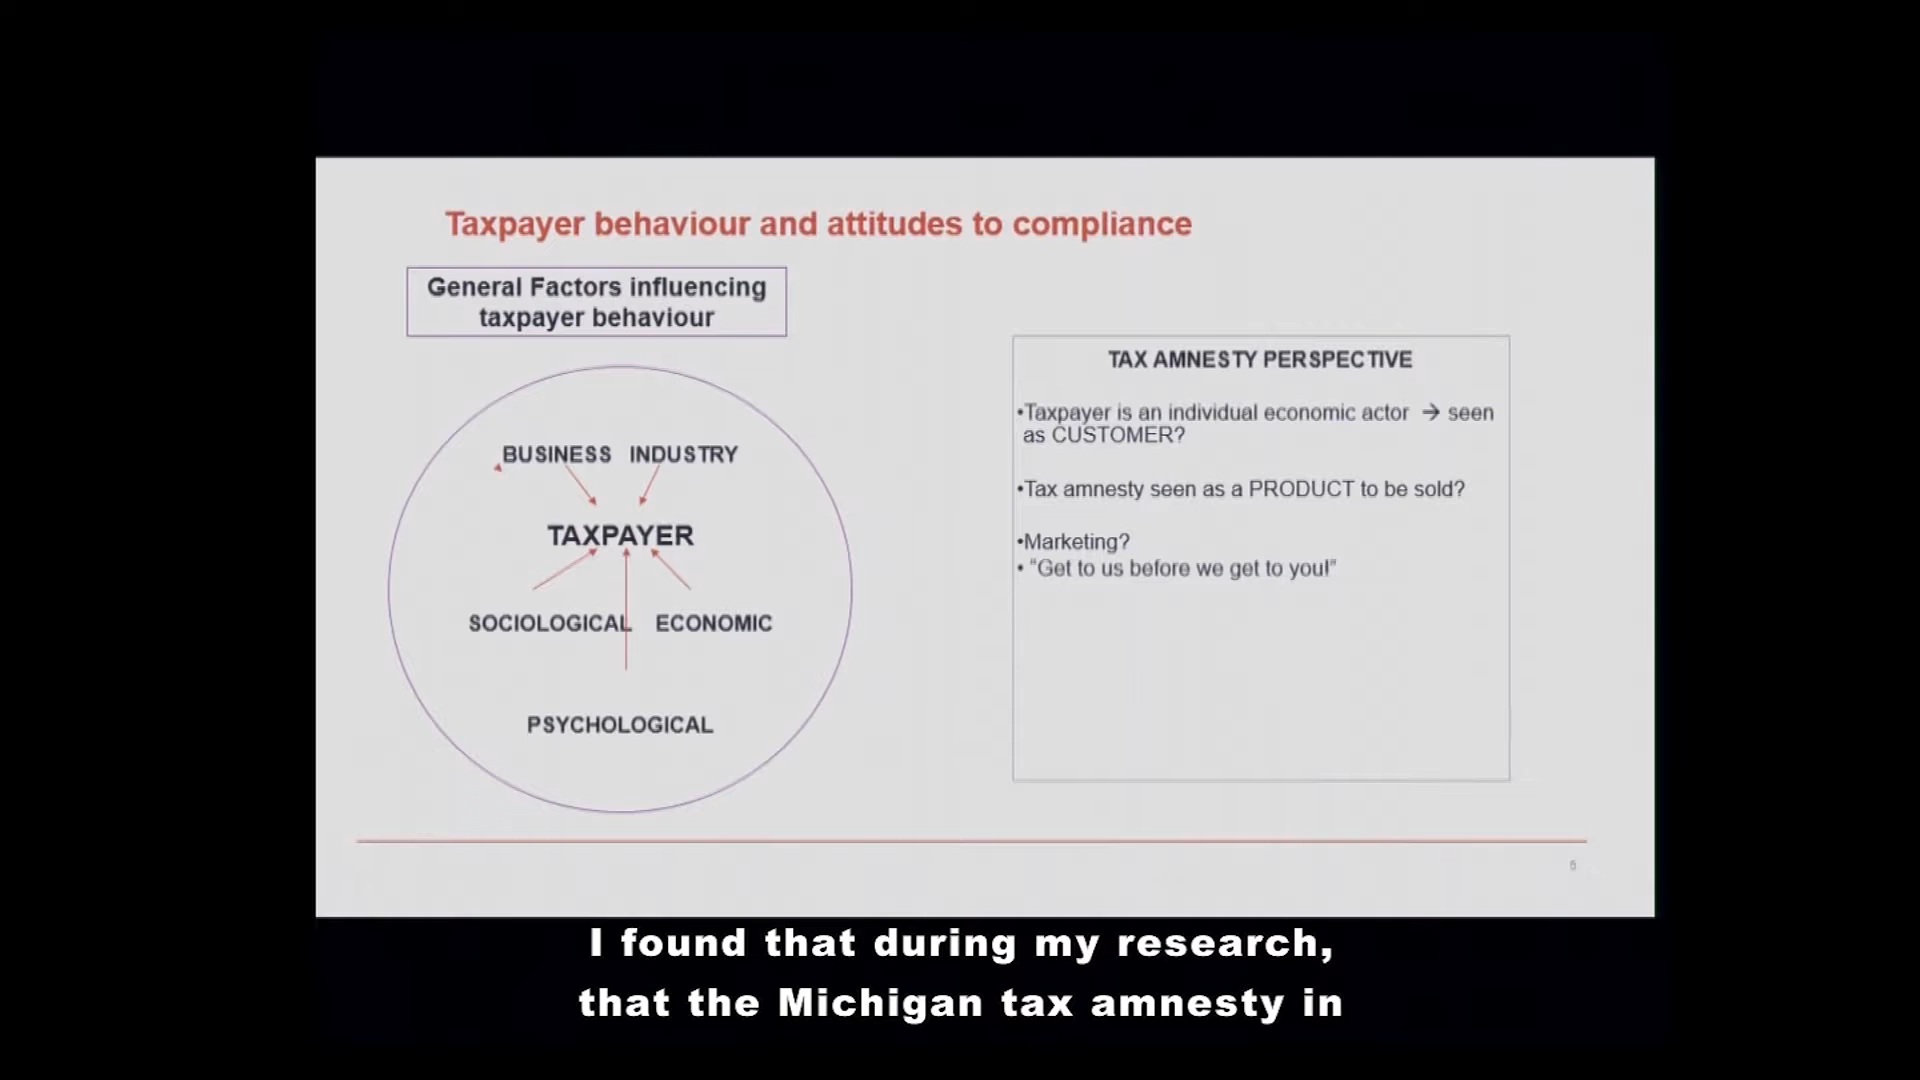 Taxpayer behaviour and attitudes to compliance
General Factors influencing
taxpayer behaviour
BUSINESS INDUSTRY
TAXPAYER
SOCIOLOGICAL ECONOMIC
PSYCHOLOGICAL
TAX AMNESTY PERSPECTIVE
•Taxpayer is an individual economic actor → seen
as CUSTOMER?
•Tax amnesty seen as a PRODUCT to be sold?
•Marketing?
• “Get to us before we get to you!”
I found that during my research,
that the Michigan tax amnesty in